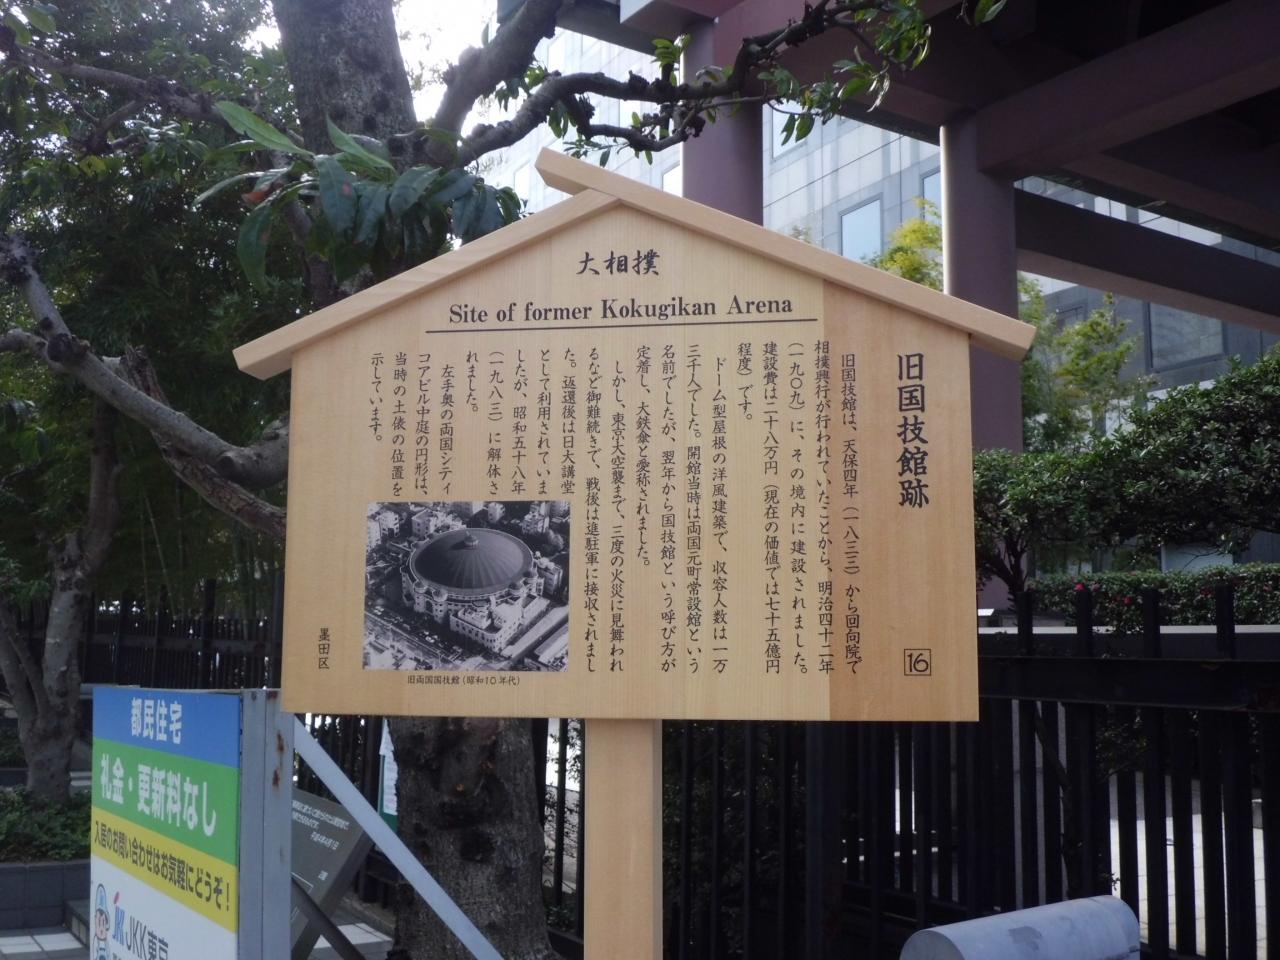 大相撲
Site of former Kokugikan Arena
旧国技館跡
旧国技館は、天保四年(一八三三)から回向院で
相撲興行が行われていたことから、明治四十二年
(一九〇九)に、その境内に建設されました。
建設費は二十八万円(現在の価値では七十五億円
程度)です。
ドーム型屋根の洋風建築で、収容人数は一万
三千人でした。開館当時は両国元町常設館という
名前でしたが、翌年から国技館という呼び方が
定着し、大鉄傘と愛称されました。
しかし、東京大空襲まで、三度の火災に見舞われ
るなど御難続きで、戦後は進駐軍に接収されまし
た。返還後は日大講堂
として利用されていま
したが、昭和五十八年
(一九八三)に解体さ
れました。
左手奥の両国シティ
コアビル中庭の円形は、
当時の土俵の位置を
示しています。
16
旧両国国技館(昭和10年代)
墨田区
都民住宅
礼金・更新料なし
入居のお問い合わせはお気軽にどうぞ!
JKK東京